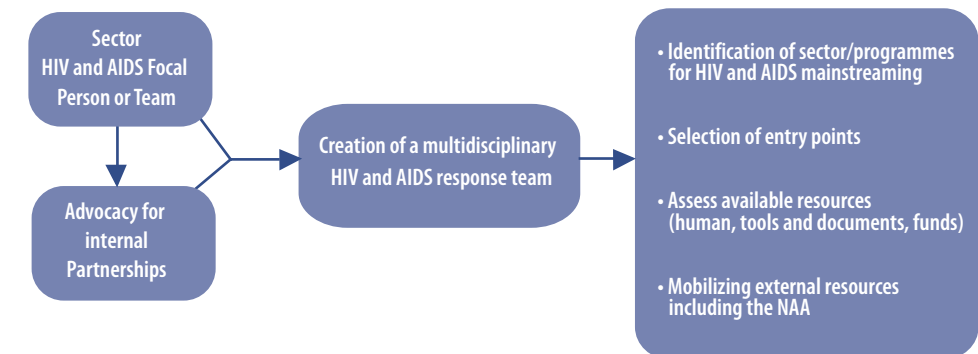 Sector
HIV and AIDS Focal
Person or Team
Advocacy for
internal
Partnerships
Creation of a multidisciplinary
HIV and AIDS response team
• Identification of sector/programmes
for HIV and AIDS mainstreaming
• Selection of entry points
• Assess available resources
(human, tools and documents, funds)
• Mobilizing external resources
including the NAA